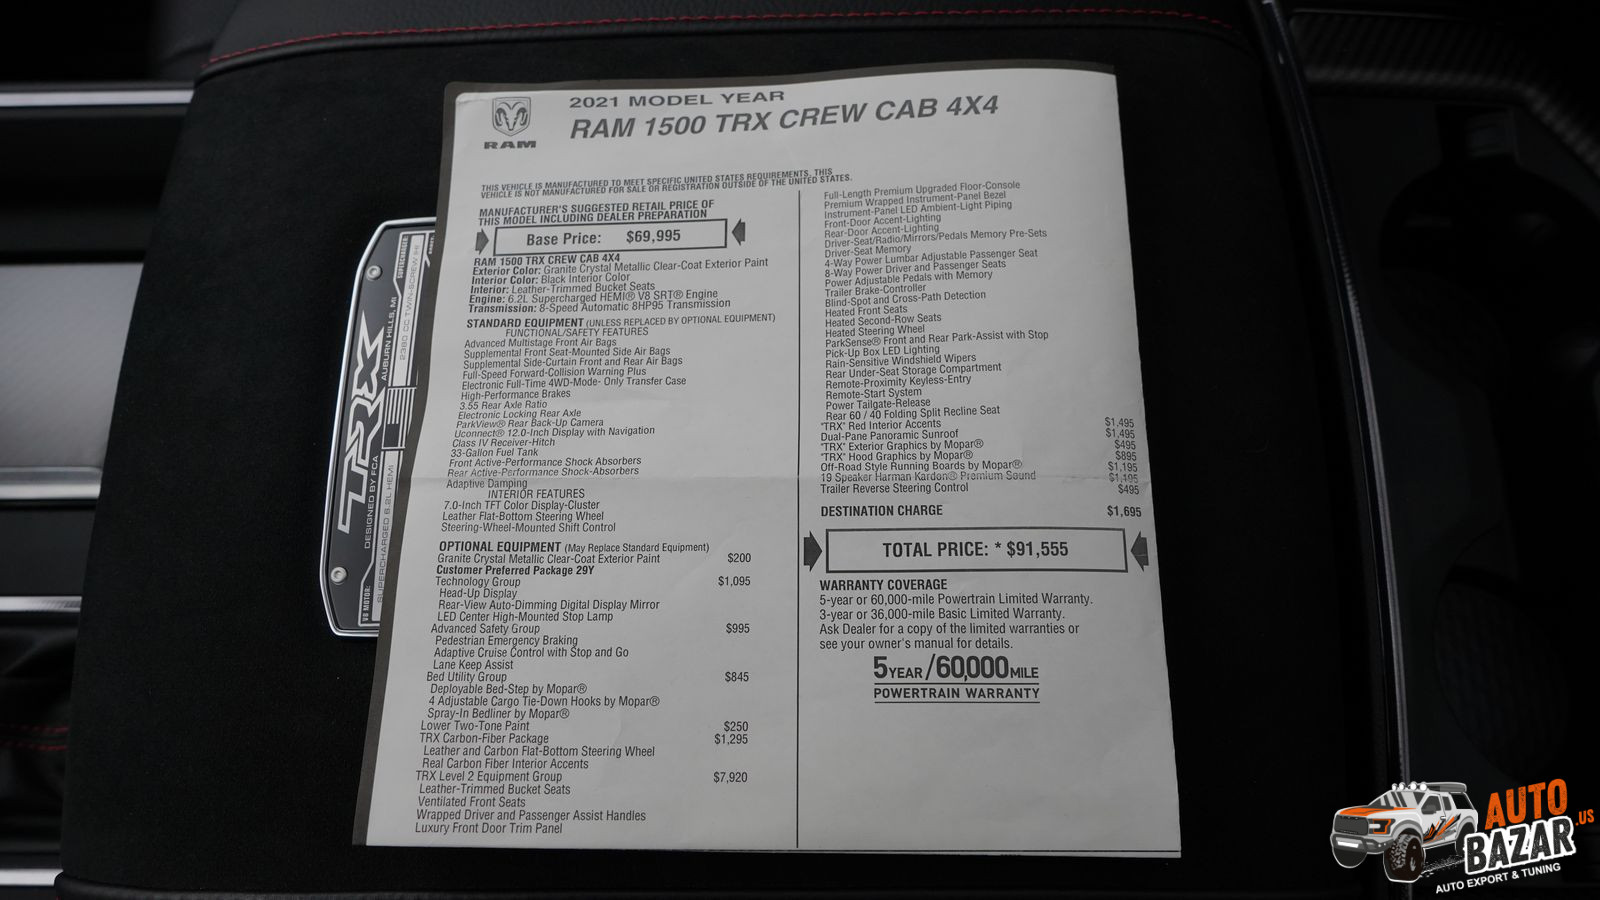 RAM
2021 MODEL YEAR
RAM 1500 TRX CREW CAB 4X4
THIS VEHICLE IS MANUFACTURED TO MEET SPECIFIC UNITED STATES REQUIREMENTS. THIS
VEHICLE IS NOT MANUFACTURED FOR SALE OR REGISTRATION OUTSIDE OF THE UNITED STATES.
MANUFACTURER'S SUGGESTED RETAIL PRICE OF
THIS MODEL INCLUDING DEALER PREPARATION
Base Price: $69,995
RAM 1500 TRX CREW CAB 4X4
Exterior Color: Granite Crystal Metallic Clear-Coat Exterior Paint
Interior Color: Black Interior Color
Interior: Leather-Trimmed Bucket Seats
Engine: 6.2L Supercharged HEMI® V8 SRT® Engine
Transmission: 8-Speed Automatic 8HP95 Transmission
STANDARD EQUIPMENT (UNLESS REPLACED BY OPTIONAL EQUIPMENT)
FUNCTIONAL/SAFETY FEATURES
Advanced Multistage Front Air Bags
Supplemental Front Seat-Mounted Side Air Bags
Supplemental Side-Curtain Front and Rear Air Bags
Full-Speed Forward-Collision Warning Plus
Electronic Full-Time 4WD-Mode- Only Transfer Case
High-Performance Brakes
3.55 Rear Axle Ratio
Electronic Locking Rear Axle
ParkView® Rear Back-Up Camera
Uconnect® 12.0-Inch Display with Navigation
Class IV Receiver-Hitch
33-Gallon Fuel Tank
Front Active-Performance Shock Absorbers
Rear Active-Performance Shock-Absorbers
Adaptive Damping
INTERIOR FEATURES
7.0-Inch TFT Color Display-Cluster
Leather Flat-Bottom Steering Wheel
Steering-Wheel-Mounted Shift Control
OPTIONAL EQUIPMENT (May Replace Standard Equipment)
Granite Crystal Metallic Clear-Coat Exterior Paint $200
Customer Preferred Package 29Y
Technology Group $1,095
Head-Up Display
Rear-View Auto-Dimming Digital Display Mirror
LED Center High-Mounted Stop Lamp
Advanced Safety Group $995
Pedestrian Emergency Braking
Adaptive Cruise Control with Stop and Go
Lane Keep Assist
Bed Utility Group $845
Deployable Bed-Step by Mopar®
4 Adjustable Cargo Tie-Down Hooks by Mopar®
Spray-In Bedliner by Mopar®
Lower Two-Tone Paint $250
TRX Carbon-Fiber Package $1,295
Leather and Carbon Flat-Bottom Steering Wheel
Real Carbon Fiber Interior Accents
TRX Level 2 Equipment Group $7,920
Leather-Trimmed Bucket Seats
Ventilated Front Seats
Wrapped Driver and Passenger Assist Handles
Luxury Front Door Trim Panel
Full-Length Premium Upgraded Floor-Console
Premium Wrapped Instrument-Panel Bezel
Instrument-Panel LED Ambient-Light Piping
Front-Door Accent-Lighting
Rear-Door Accent-Lighting
Driver-Seat/Radio/Mirrors/Pedals Memory Pre-Sets
Driver-Seat Memory
4-Way Power Lumbar Adjustable Passenger Seat
8-Way Power Driver and Passenger Seats
Power Adjustable Pedals with Memory
Trailer Brake-Controller
Blind-Spot and Cross-Path Detection
Heated Front Seats
Heated Second-Row Seats
Heated Steering Wheel
ParkSense® Front and Rear Park-Assist with Stop
Pick-Up Box LED Lighting
Rain-Sensitive Windshield Wipers
Rear Under-Seat Storage Compartment
Remote-Proximity Keyless-Entry
Remote-Start System
Power Tailgate-Release
Rear 60 / 40 Folding Split Recline Seat
"TRX" Red Interior Accents $1,495
Dual-Pane Panoramic Sunroof $1,495
"TRX" Exterior Graphics by Mopar® $495
"TRX" Hood Graphics by Mopar® $895
Off-Road Style Running Boards by Mopar® $1,195
19 Speaker Harman Kardon® Premium Sound $1,195
Trailer Reverse Steering Control $495
DESTINATION CHARGE $1,695
TOTAL PRICE: * $91,555
WARRANTY COVERAGE
5-year or 60,000-mile Powertrain Limited Warranty.
3-year or 36,000-mile Basic Limited Warranty.
Ask Dealer for a copy of the limited warranties or
see your owner's manual for details.
5 YEAR / 60,000 MILE
POWERTRAIN WARRANTY
TRX
DESIGNED BY FCA
AUBURN HILLS, MI
V8 MOTOR:
SUPERCHARGED 6.2L HEMI
SUPERCHARGER:
2380 CC TWIN-SCREW
AUTO
BAZAR.US
AUTO EXPORT & TUNING